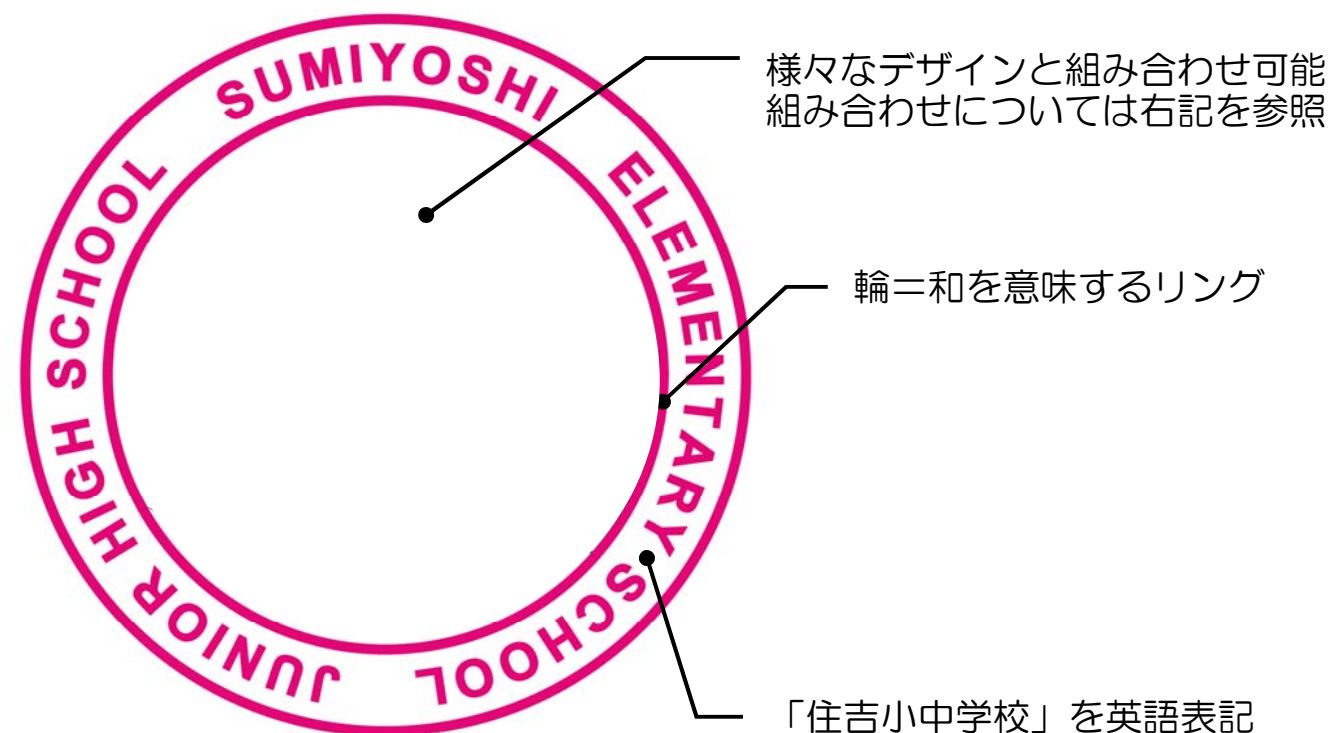 SUMIYOSHI ELEMENTARY SCHOOL JUNIOR HIGH SCHOOL
様々なデザインと組み合わせ可能
組み合わせについては右記を参照
輪＝和を意味するリング
「住吉小中学校」を英語表記